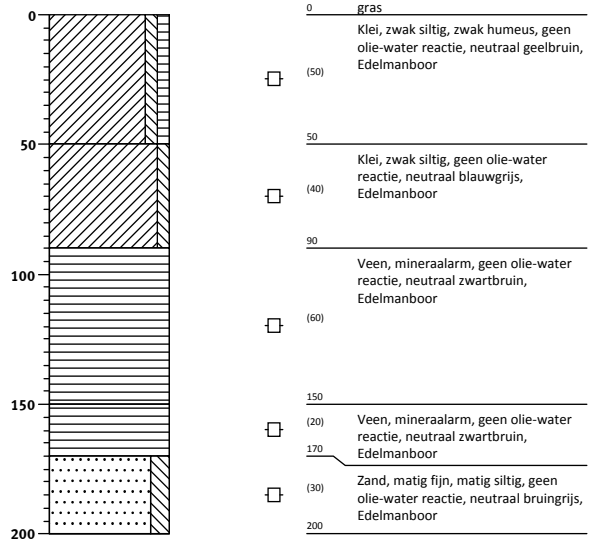 0
50
100
150
200
0 gras
Klei, zwak siltig, zwak humeus, geen
olie-water reactie, neutraal geelbruin,
Edelmanboor
(50)
50
Klei, zwak siltig, geen olie-water
reactie, neutraal blauwgrijs,
Edelmanboor
(40)
90
Veen, mineraalarm, geen olie-water
reactie, neutraal zwartbruin,
Edelmanboor
(60)
150
Veen, mineraalarm, geen olie-water
reactie, neutraal zwartbruin,
Edelmanboor
(20)
170
Zand, matig fijn, matig siltig, geen
olie-water reactie, neutraal bruingrijs,
Edelmanboor
(30)
200